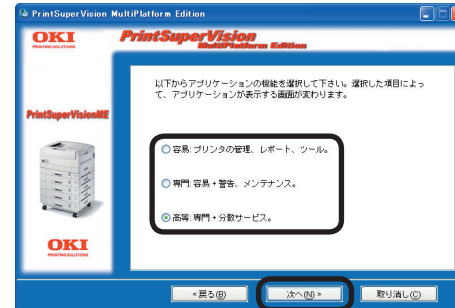 PrintSuperVision MultiPlatform Edition
OKI
PRINTING SOLUTIONS
PrintSuperVision
MultiPlatform Edition
以下からアプリケーションの機能を選択して下さい。選択した項目によっ
て、アプリケーションが表示する画面が変わります。
PrintSuperVisionME
容易: プリンタの管理、レポート、ツール。
専門: 容易 + 警告、メンテナンス。
高等: 専門 + 分散サービス。
OKI
PRINTING SOLUTIONS
< 戻る(B)
次へ(N) >
取り消し(C)